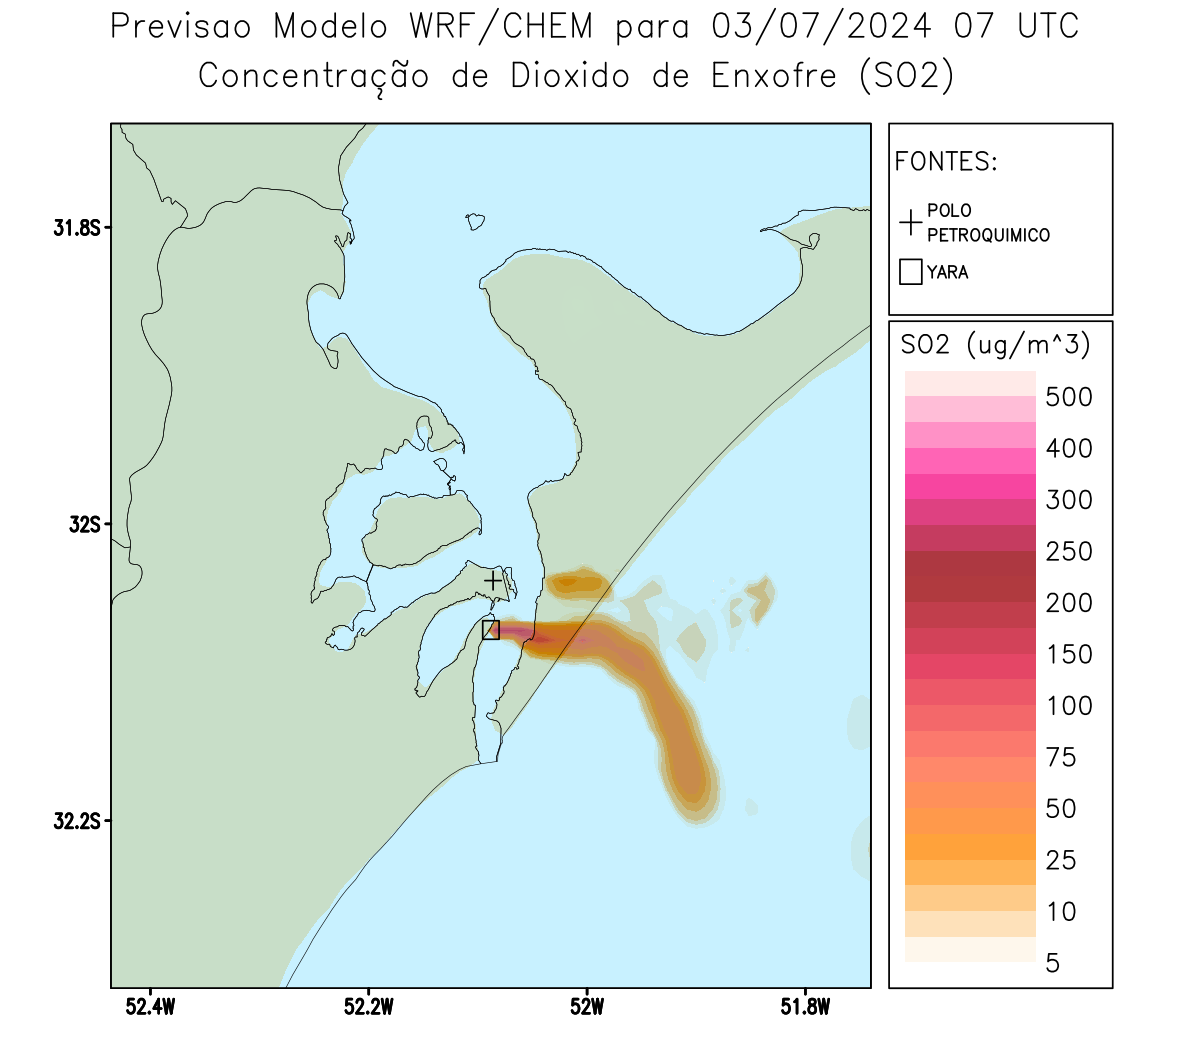 Previsao Modelo WRF/CHEM para 03/07/2024 07 UTC
Concentração de Dioxido de Enxofre (SO2)
31.8S
32S
32.2S
52.4W
52.2W
52W
51.8W
FONTES:
POLO
PETROQUIMICO
YARA
SO2 (ug/m^3)
500
400
300
250
200
150
100
75
50
25
10
5